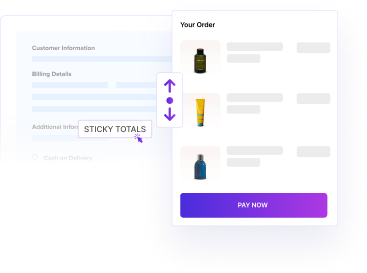 Your Order
Customer Information
Billing Details
Additional Infor
STICKY TOTALS
Cash on Delivery
PAY NOW